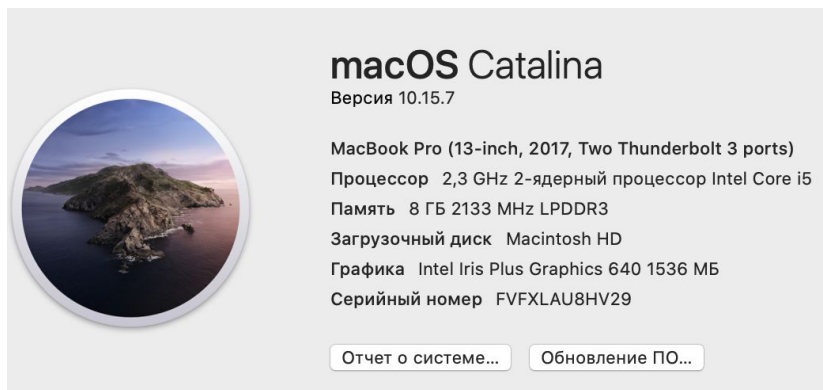 macOS Catalina
Версия 10.15.7
MacBook Pro (13-inch, 2017, Two Thunderbolt 3 ports)
Процессор 2,3 GHz 2-ядерный процессор Intel Core i5
Память 8 ГБ 2133 MHz LPDDR3
Загрузочный диск Macintosh HD
Графика Intel Iris Plus Graphics 640 1536 МБ
Серийный номер FVFXLAU8HV29
Отчет о системе... Обновление ПО...